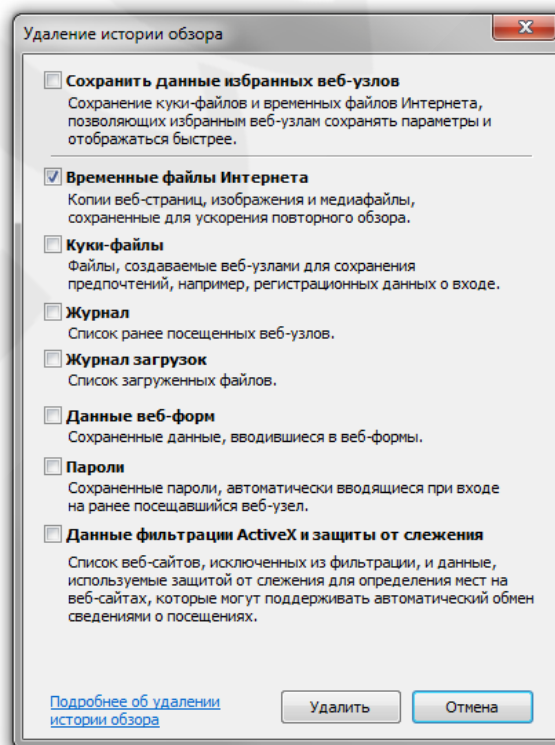 Удаление истории обзора
Сохранить данные избранных веб-узлов
Сохранение куки-файлов и временных файлов Интернета,
позволяющих избранным веб-узлам сохранять параметры и
отображаться быстрее.
Временные файлы Интернета
Копии веб-страниц, изображения и медиафайлы,
сохраненные для ускорения повторного обзора.
Куки-файлы
Файлы, создаваемые веб-узлами для сохранения
предпочтений, например, регистрационных данных о входе.
Журнал
Список ранее посещенных веб-узлов.
Журнал загрузок
Список загруженных файлов.
Данные веб-форм
Сохраненные данные, вводившиеся в веб-формы.
Пароли
Сохраненные пароли, автоматически вводящиеся при входе
на ранее посещавшийся веб-узел.
Данные фильтрации ActiveX и защиты от слежения
Список веб-сайтов, исключенных из фильтрации, и данные,
используемые защитой от слежения для определения мест на
веб-сайтах, которые могут поддерживать автоматический обмен
сведениями о посещениях.
Подробнее об удалении
истории обзора
Удалить
Отмена